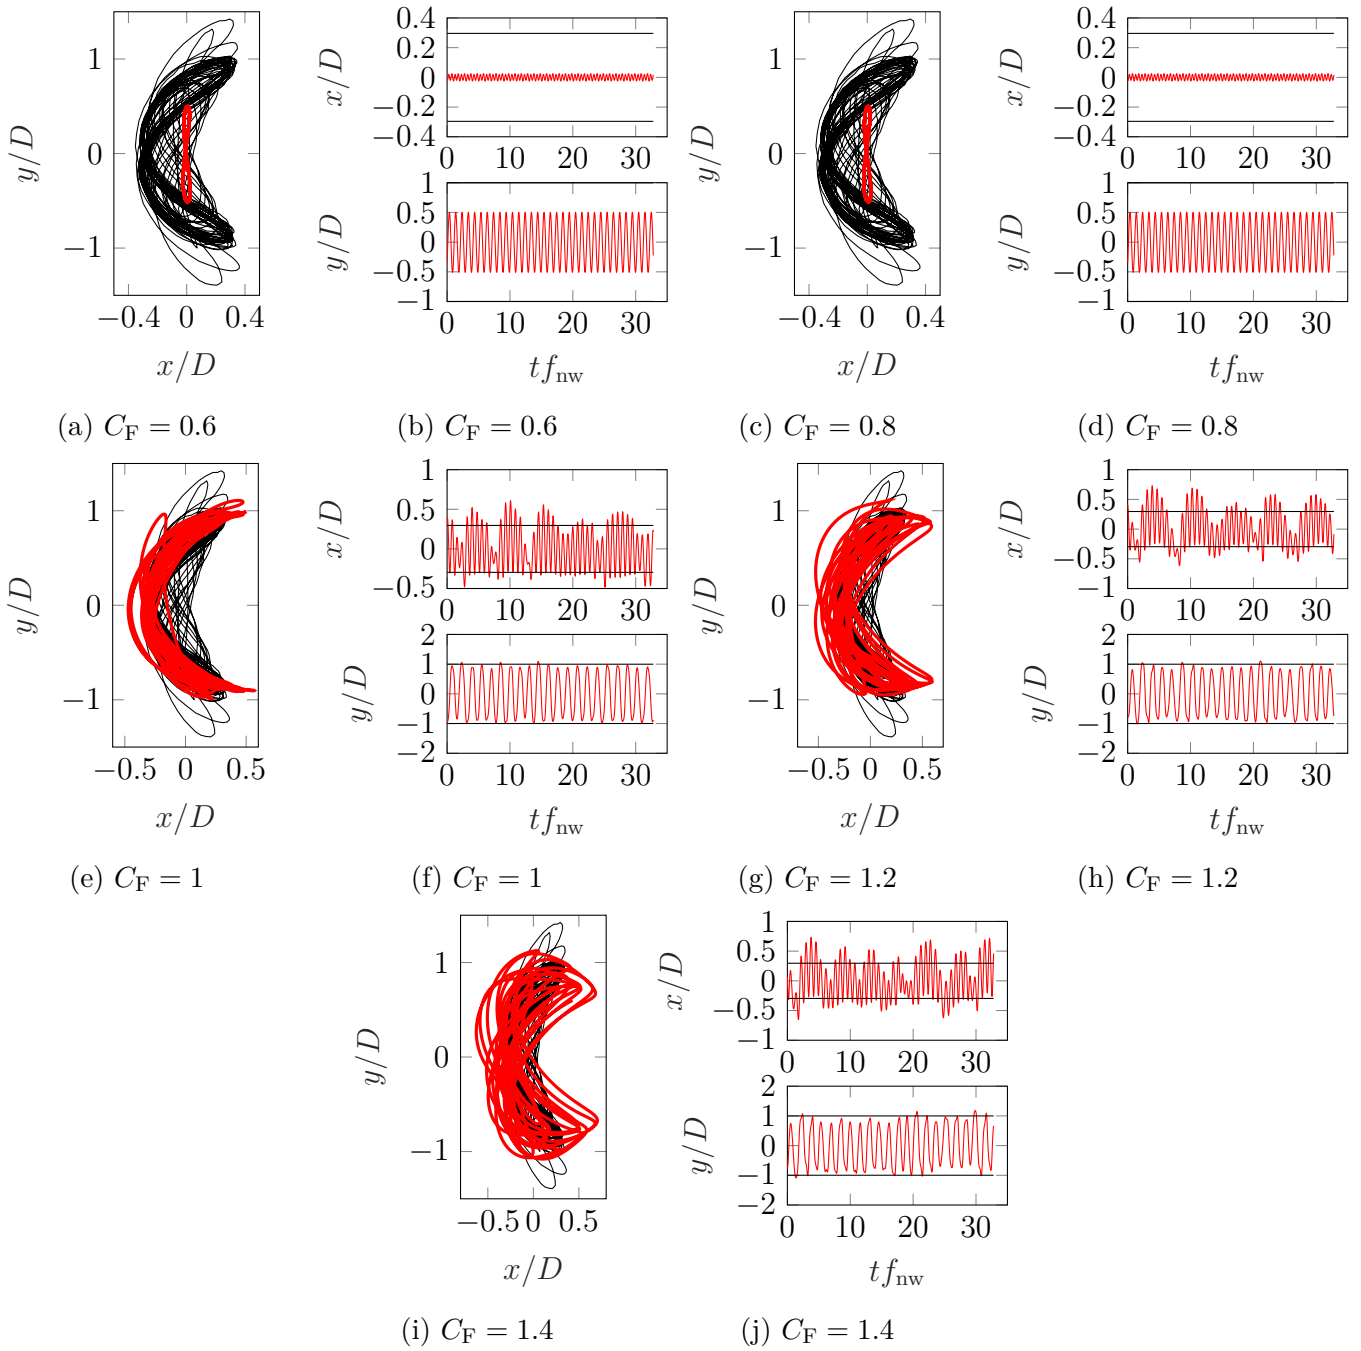 1
0
−1
y/D
−0.4 0 0.4
x/D
0.4
0.2
0
−0.2
−0.4
x/D
0 10 20 30
1
0.5
0
−0.5
−1
y/D
0 10 20 30
tf_nw
1
0
−1
y/D
−0.4 0 0.4
x/D
0.4
0.2
0
−0.2
−0.4
x/D
0 10 20 30
1
0.5
0
−0.5
−1
y/D
0 10 20 30
tf_nw
(a) C_F = 0.6
(b) C_F = 0.6
(c) C_F = 0.8
(d) C_F = 0.8
1
0
−1
y/D
−0.5 0 0.5
x/D
1
0.5
0
−0.5
x/D
0 10 20 30
2
1
0
−1
−2
y/D
0 10 20 30
tf_nw
1
0
−1
y/D
−0.5 0 0.5
x/D
1
0.5
0
−0.5
−1
x/D
0 10 20 30
2
1
0
−1
−2
y/D
0 10 20 30
tf_nw
(e) C_F = 1
(f) C_F = 1
(g) C_F = 1.2
(h) C_F = 1.2
1
0
−1
y/D
−0.5 0 0.5
x/D
1
0.5
0
−0.5
−1
x/D
0 10 20 30
2
1
0
−1
−2
y/D
0 10 20 30
tf_nw
(i) C_F = 1.4
(j) C_F = 1.4